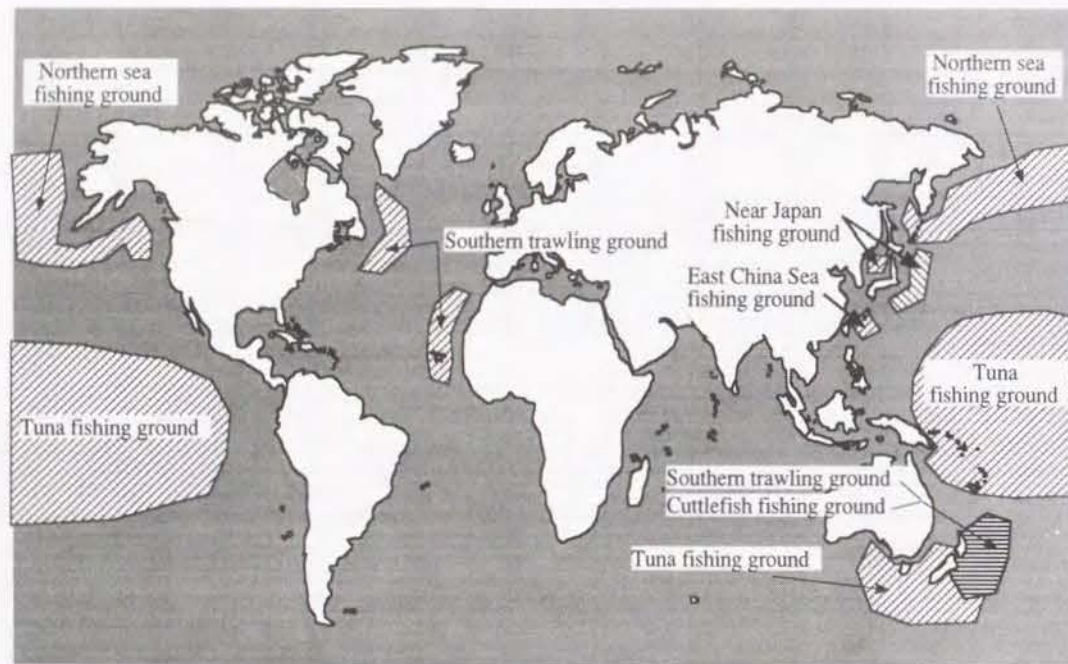 Northern sea
fishing ground
Northern sea
fishing ground
Near Japan
fishing ground
Southern trawling ground
East China Sea
fishing ground
Tuna
fishing ground
Tuna fishing ground
Southern trawling ground
Cuttlefish fishing ground
Tuna fishing ground